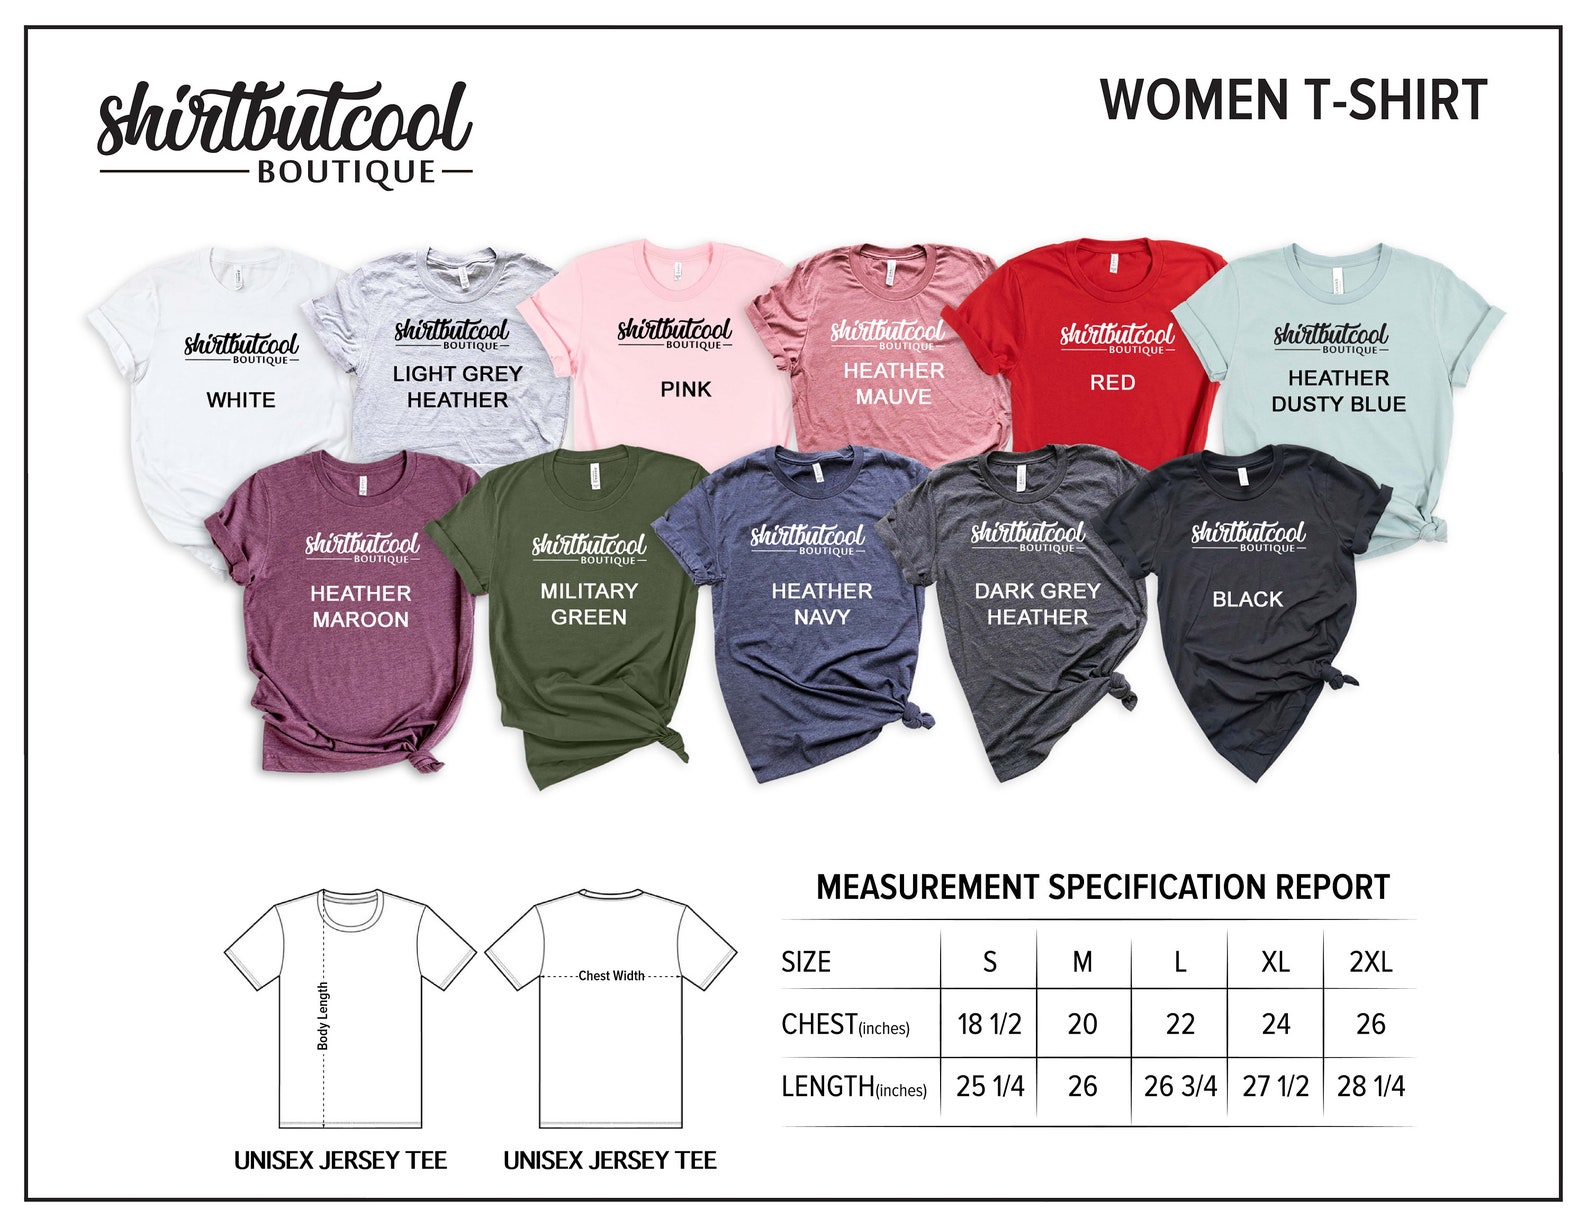 shirtbutcool
BOUTIQUE
WOMEN T-SHIRT
shirtbutcool
BOUTIQUE
WHITE
shirtbutcool
BOUTIQUE
LIGHT GREY
HEATHER
shirtbutcool
BOUTIQUE
PINK
shirtbutcool
BOUTIQUE
HEATHER
MAUVE
shirtbutcool
BOUTIQUE
RED
shirtbutcool
BOUTIQUE
HEATHER
DUSTY BLUE
shirtbutcool
BOUTIQUE
HEATHER
MAROON
shirtbutcool
BOUTIQUE
MILITARY
GREEN
shirtbutcool
BOUTIQUE
HEATHER
NAVY
shirtbutcool
BOUTIQUE
DARK GREY
HEATHER
shirtbutcool
BOUTIQUE
BLACK
Body Length
UNISEX JERSEY TEE
Chest Width
UNISEX JERSEY TEE
MEASUREMENT SPECIFICATION REPORT
SIZE S M L XL 2XL
CHEST(inches) 18 1/2 20 22 24 26
LENGTH(inches) 25 1/4 26 26 3/4 27 1/2 28 1/4